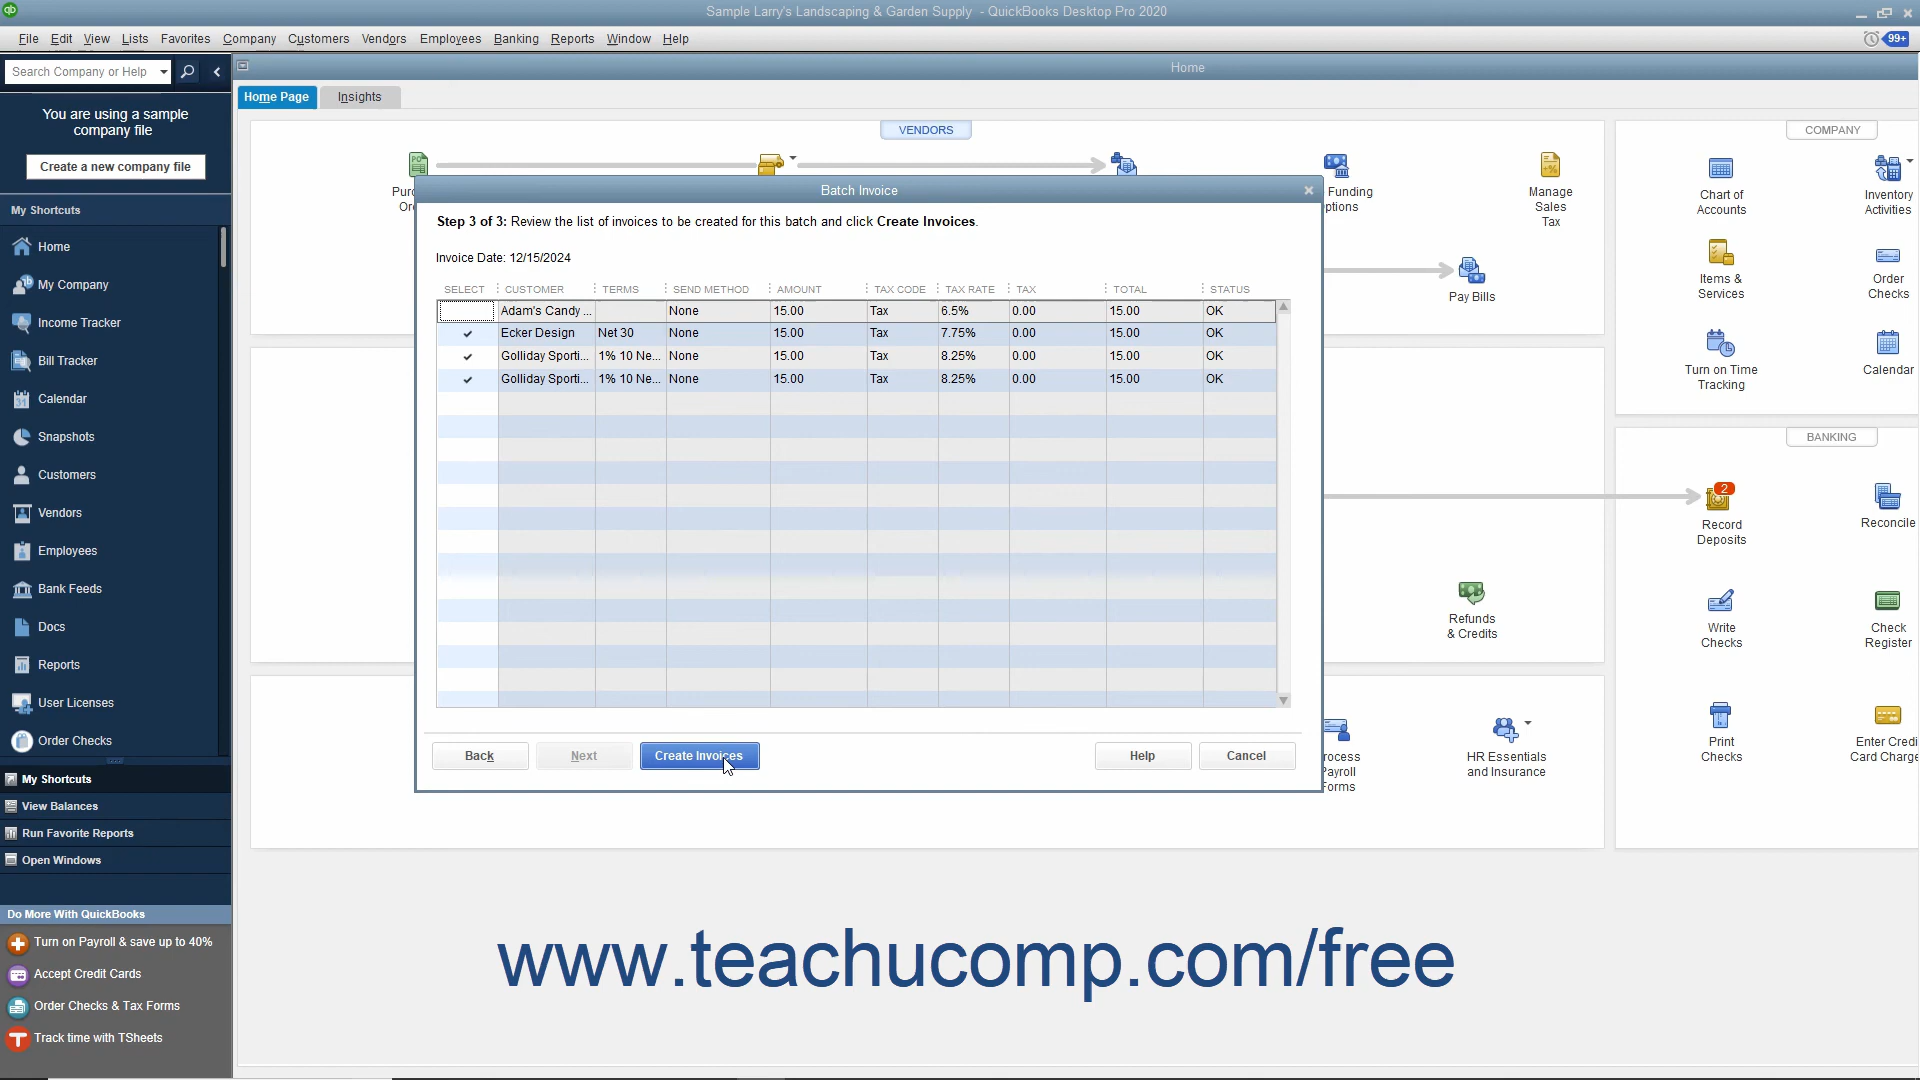 Sample Larry's Landscaping & Garden Supply - QuickBooks Desktop Pro 2020
File Edit View Lists Favorites Company Customers Vendors Employees Banking Reports Window Help
99+
Search Company or Help
Home
Home Page
Insights
You are using a sample
company file
Create a new company file
My Shortcuts
Home
My Company
Income Tracker
Bill Tracker
Calendar
Snapshots
Customers
Vendors
Employees
Bank Feeds
Docs
Reports
User Licenses
Order Checks
My Shortcuts
View Balances
Run Favorite Reports
Open Windows
Do More With QuickBooks
Turn on Payroll & save up to 40%
Accept Credit Cards
Order Checks & Tax Forms
Track time with TSheets
VENDORS
Funding
Manage
Sales
Tax
Pay Bills
Batch Invoice
Step 3 of 3: Review the list of invoices to be created for this batch and click Create Invoices.
Invoice Date: 12/15/2024
SELECT CUSTOMER TERMS SEND METHOD AMOUNT TAX CODE TAX RATE TAX TOTAL STATUS
Adam's Candy ... None 15.00 Tax 6.5% 0.00 15.00 OK
Ecker Design Net 30 None 15.00 Tax 7.75% 0.00 15.00 OK
Golliday Sporti... 1% 10 Ne... None 15.00 Tax 8.25% 0.00 15.00 OK
Golliday Sporti... 1% 10 Ne... None 15.00 Tax 8.25% 0.00 15.00 OK
Back
Next
Create Invoices
Help
Cancel
Refunds
& Credits
HR Essentials
and Insurance
COMPANY
Chart of
Accounts
Inventory
Activities
Items &
Services
Order
Checks
Turn on Time
Tracking
Calendar
BANKING
2
Record
Deposits
Reconcile
Write
Checks
Check
Register
Print
Checks
Enter Credi
Card Charge
www.teachucomp.com/free